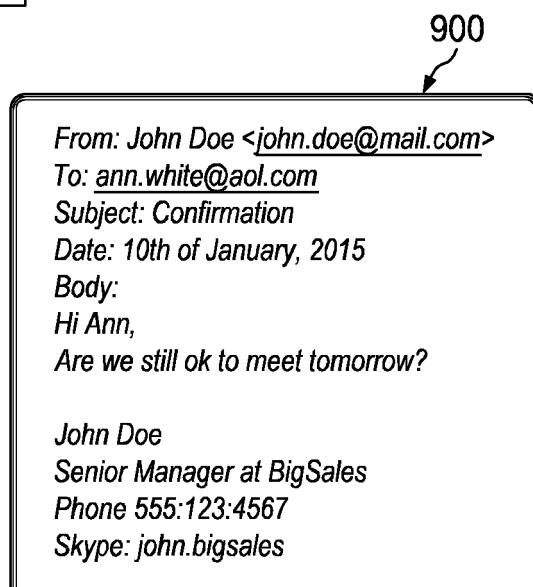 900
From: John Doe <john.doe@mail.com>
To: ann.white@aol.com
Subject: Confirmation
Date: 10th of January, 2015
Body:
Hi Ann,
Are we still ok to meet tomorrow?
John Doe
Senior Manager at BigSales
Phone 555:123:4567
Skype: john.bigsales